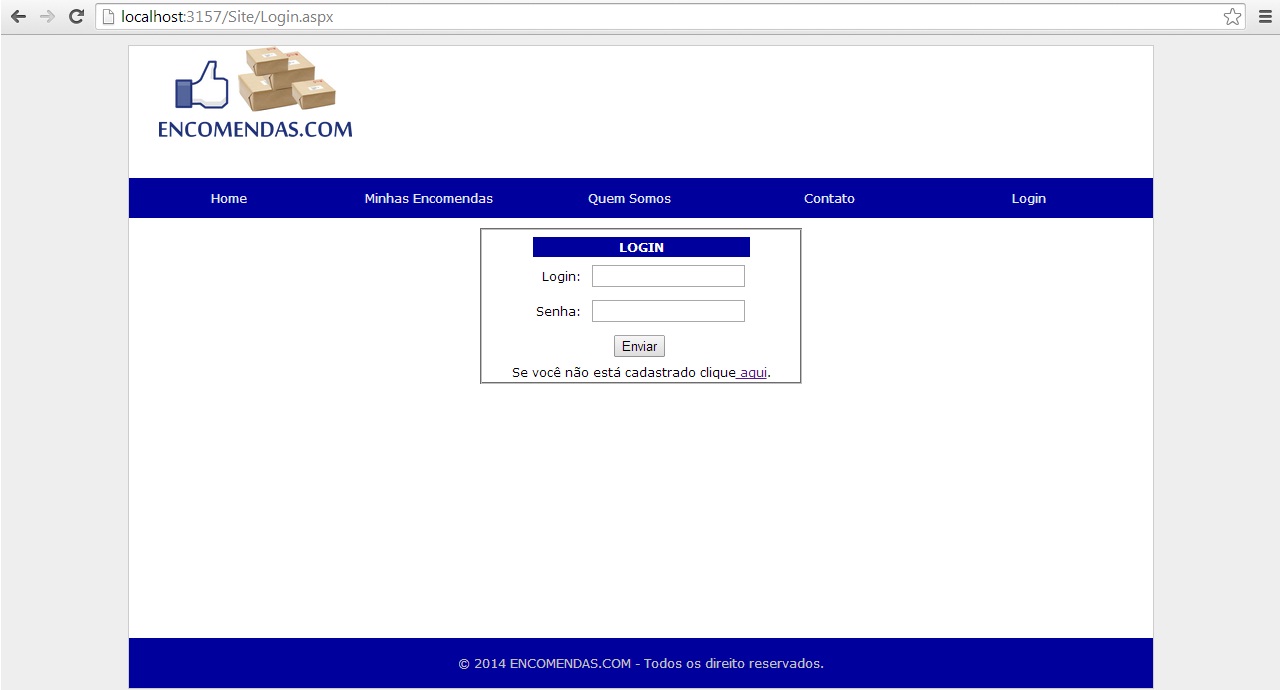 localhost:3157/Site/Login.aspx
ENCOMENDAS.COM
Home Minhas Encomendas Quem Somos Contato Login
LOGIN
Login:
Senha:
Enviar
Se você não está cadastrado clique aqui.
© 2014 ENCOMENDAS.COM - Todos os direito reservados.